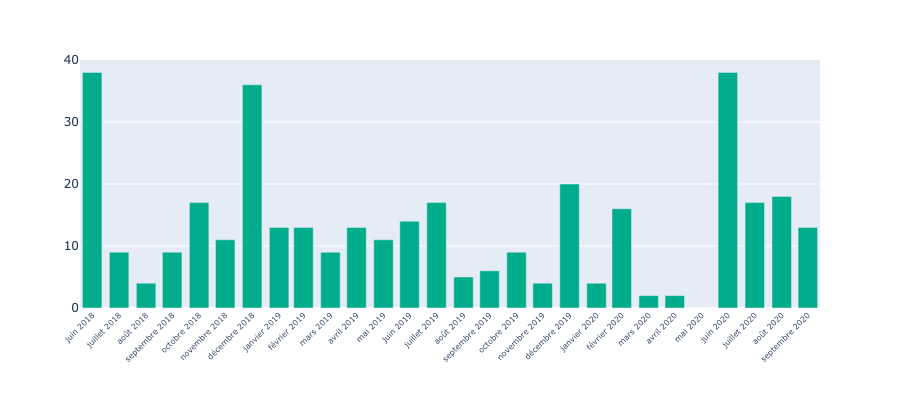 40
30
20
10
0
juin 2018
juillet 2018
août 2018
septembre 2018
octobre 2018
novembre 2018
décembre 2018
janvier 2019
février 2019
mars 2019
avril 2019
mai 2019
juin 2019
juillet 2019
août 2019
septembre 2019
octobre 2019
novembre 2019
décembre 2019
janvier 2020
février 2020
mars 2020
avril 2020
mai 2020
juin 2020
juillet 2020
août 2020
septembre 2020